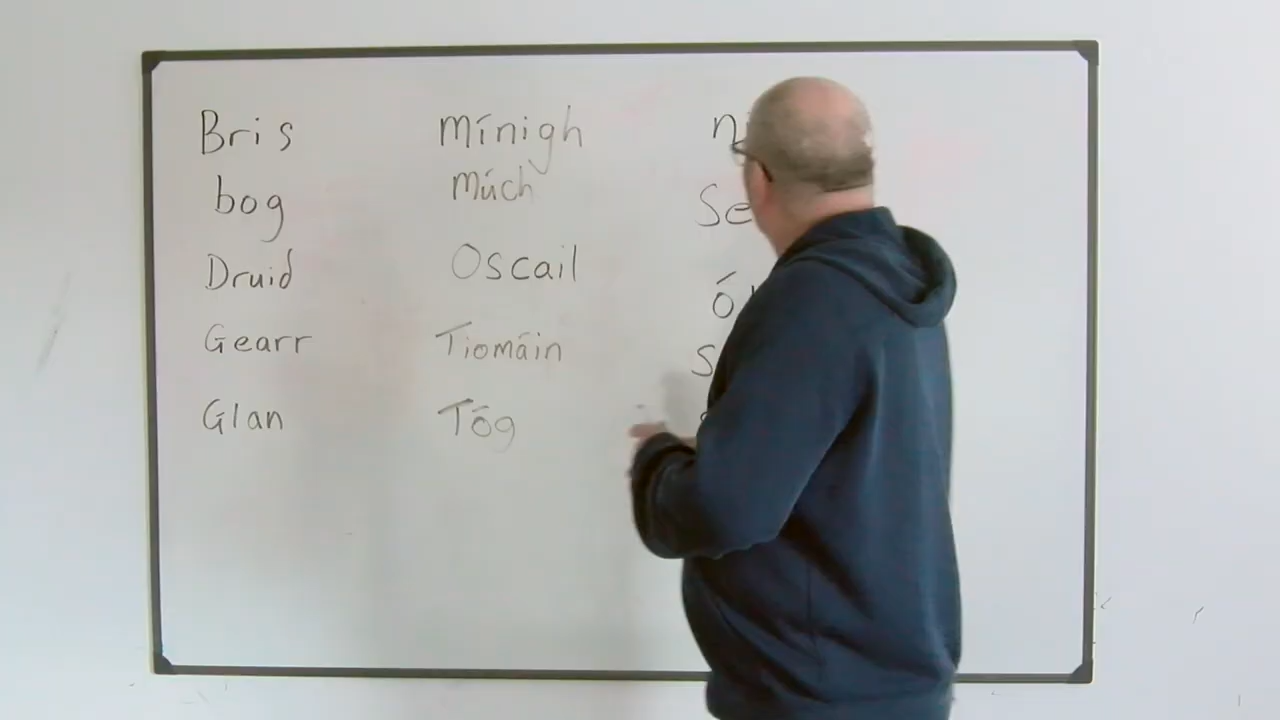 Bris
bog
Druid
Gearr
Glan
mínigh
múch
Oscail
Tiomáin
Tóg